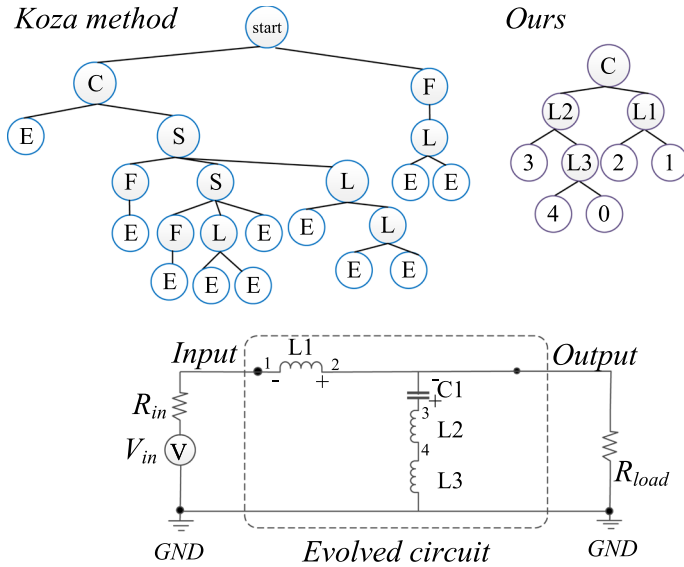 Koza method
Ours
start
C
F
C
L2
L1
E
S
L
3
L3
2
1
F
S
L
E
E
4
0
E
F
L
E
E
L
E
E
E
E
E
Input
L1
Output
1
2
-
+
-
C1
+
R_in
3
L2
V_in
V
4
L3
R_load
GND
Evolved circuit
GND